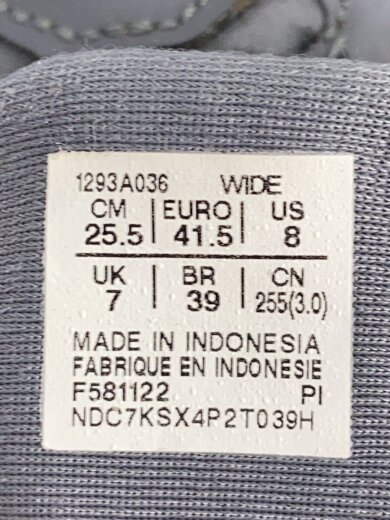 1293A036 WIDE
CM | EURO | US
25.5 | 41.5 | 8
UK | BR | CN
7 | 39 | 255(3.0)
MADE IN INDONESIA
FABRIQUE EN INDONESIE
F581122 PI
NDC7KSX4P2T039H